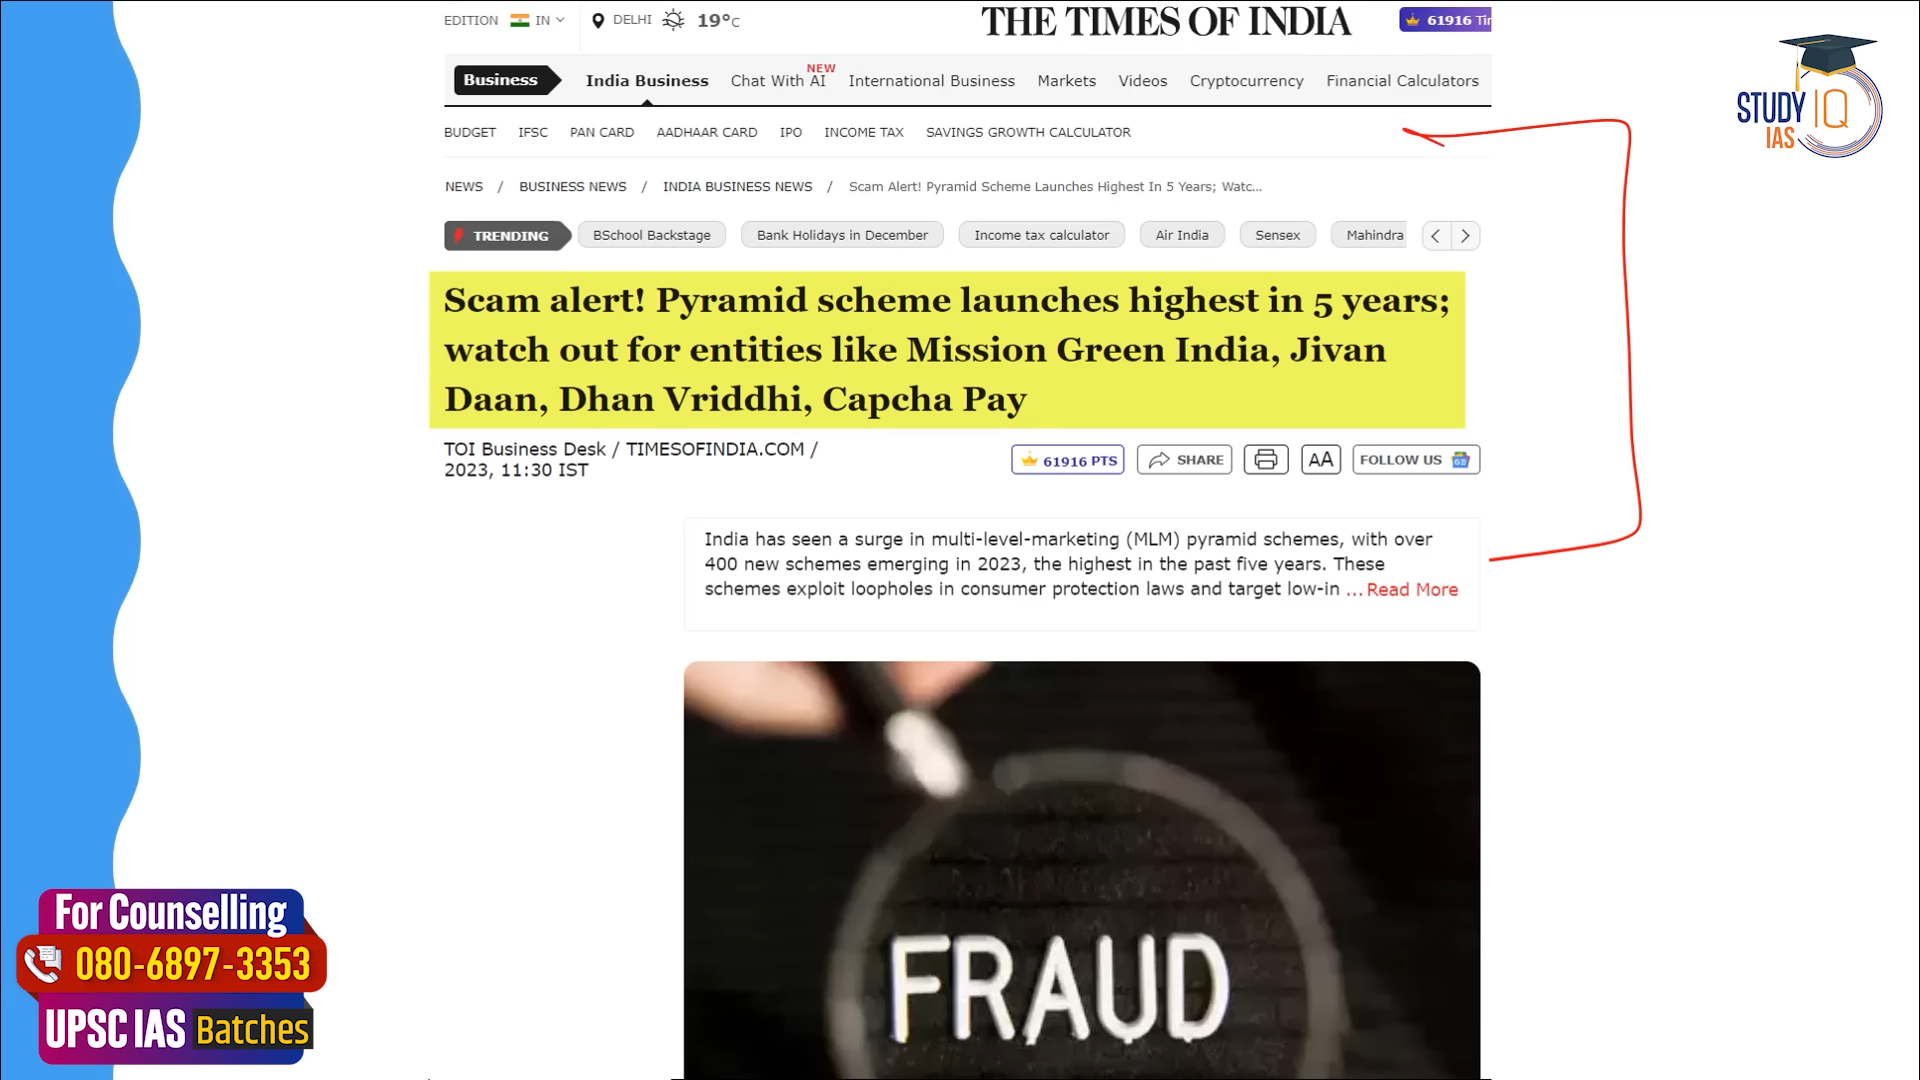 EDITION IN DELHI 19°C
THE TIMES OF INDIA
61916
Business India Business Chat With AI NEW International Business Markets Videos Cryptocurrency Financial Calculators
BUDGET IFSC PAN CARD AADHAAR CARD IPO INCOME TAX SAVINGS GROWTH CALCULATOR
NEWS / BUSINESS NEWS / INDIA BUSINESS NEWS / Scam Alert! Pyramid Scheme Launches Highest In 5 Years; Watc...
TRENDING BSchool Backstage Bank Holidays in December Income tax calculator Air India Sensex Mahindra
Scam alert! Pyramid scheme launches highest in 5 years;
watch out for entities like Mission Green India, Jivan
Daan, Dhan Vriddhi, Capcha Pay
TOI Business Desk / TIMESOFINDIA.COM /
2023, 11:30 IST
61916 PTS SHARE AA FOLLOW US
India has seen a surge in multi-level-marketing (MLM) pyramid schemes, with over
400 new schemes emerging in 2023, the highest in the past five years. These
schemes exploit loopholes in consumer protection laws and target low-in ... Read More
FRAUD
STUDY IQ
IAS
For Counselling
080-6897-3353
UPSC IAS Batches